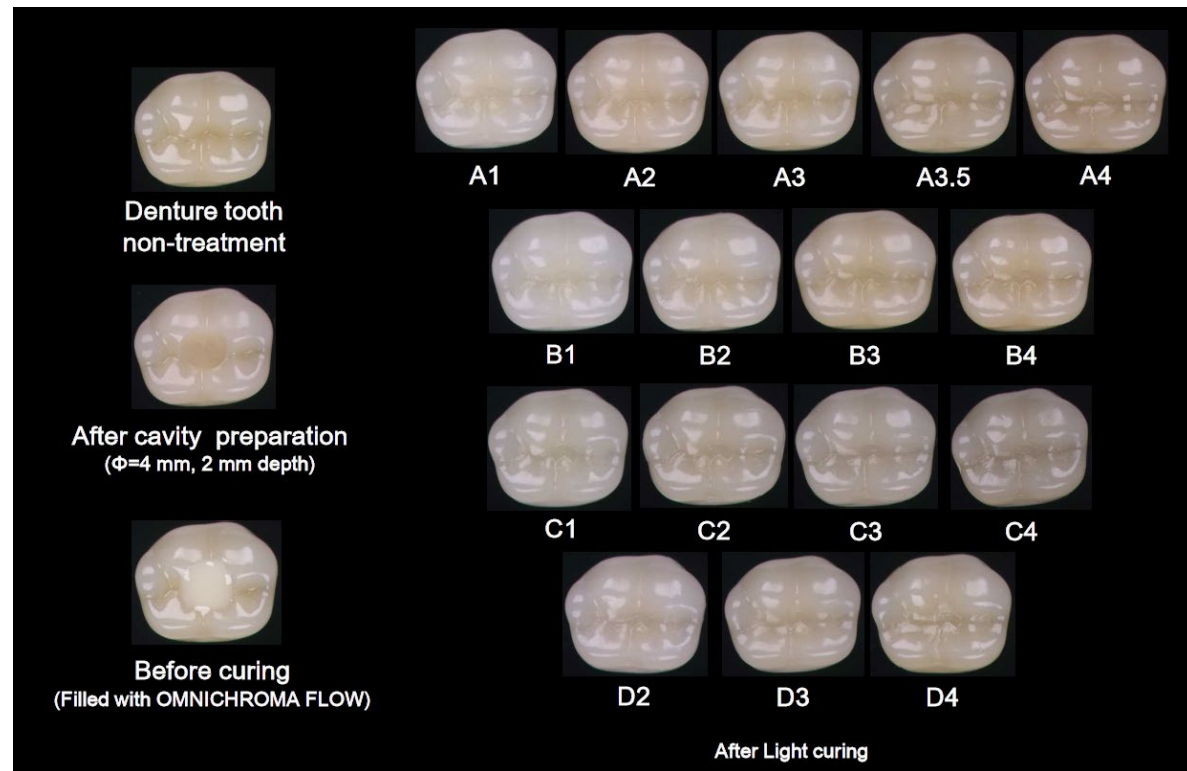 Denture tooth
non-treatment
After cavity preparation
(Φ=4 mm, 2 mm depth)
Before curing
(Filled with OMNICHROMA FLOW)
A1 A2 A3 A3.5 A4
B1 B2 B3 B4
C1 C2 C3 C4
D2 D3 D4
After Light curing